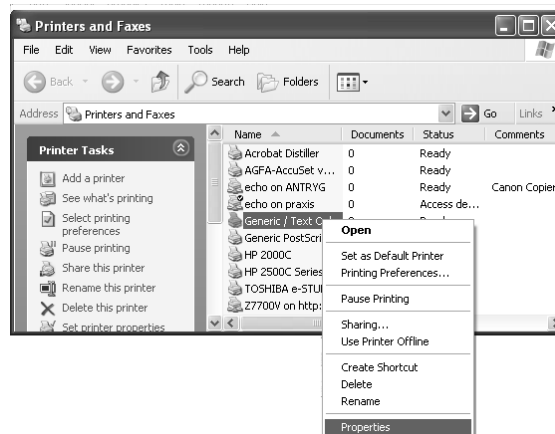 Printers and Faxes
File Edit View Favorites Tools Help
Back Search Folders
Address Printers and Faxes Go Links
Printer Tasks
Add a printer
See what's printing
Select printing
preferences
Pause printing
Share this printer
Rename this printer
Delete this printer
Set printer properties
Name Documents Status Comments
Acrobat Distiller 0 Ready
AGFA-AccuSet v... 0 Ready
echo on ANTRYG 0 Ready Canon Copier
echo on praxis 0 Access de...
Generic / Text
Generic PostScri
HP 2000C
HP 2500C Series
TOSHIBA e-STU
Z7700V on http:
Open
Set as Default Printer
Printing Preferences...
Pause Printing
Sharing...
Use Printer Offline
Create Shortcut
Delete
Rename
Properties